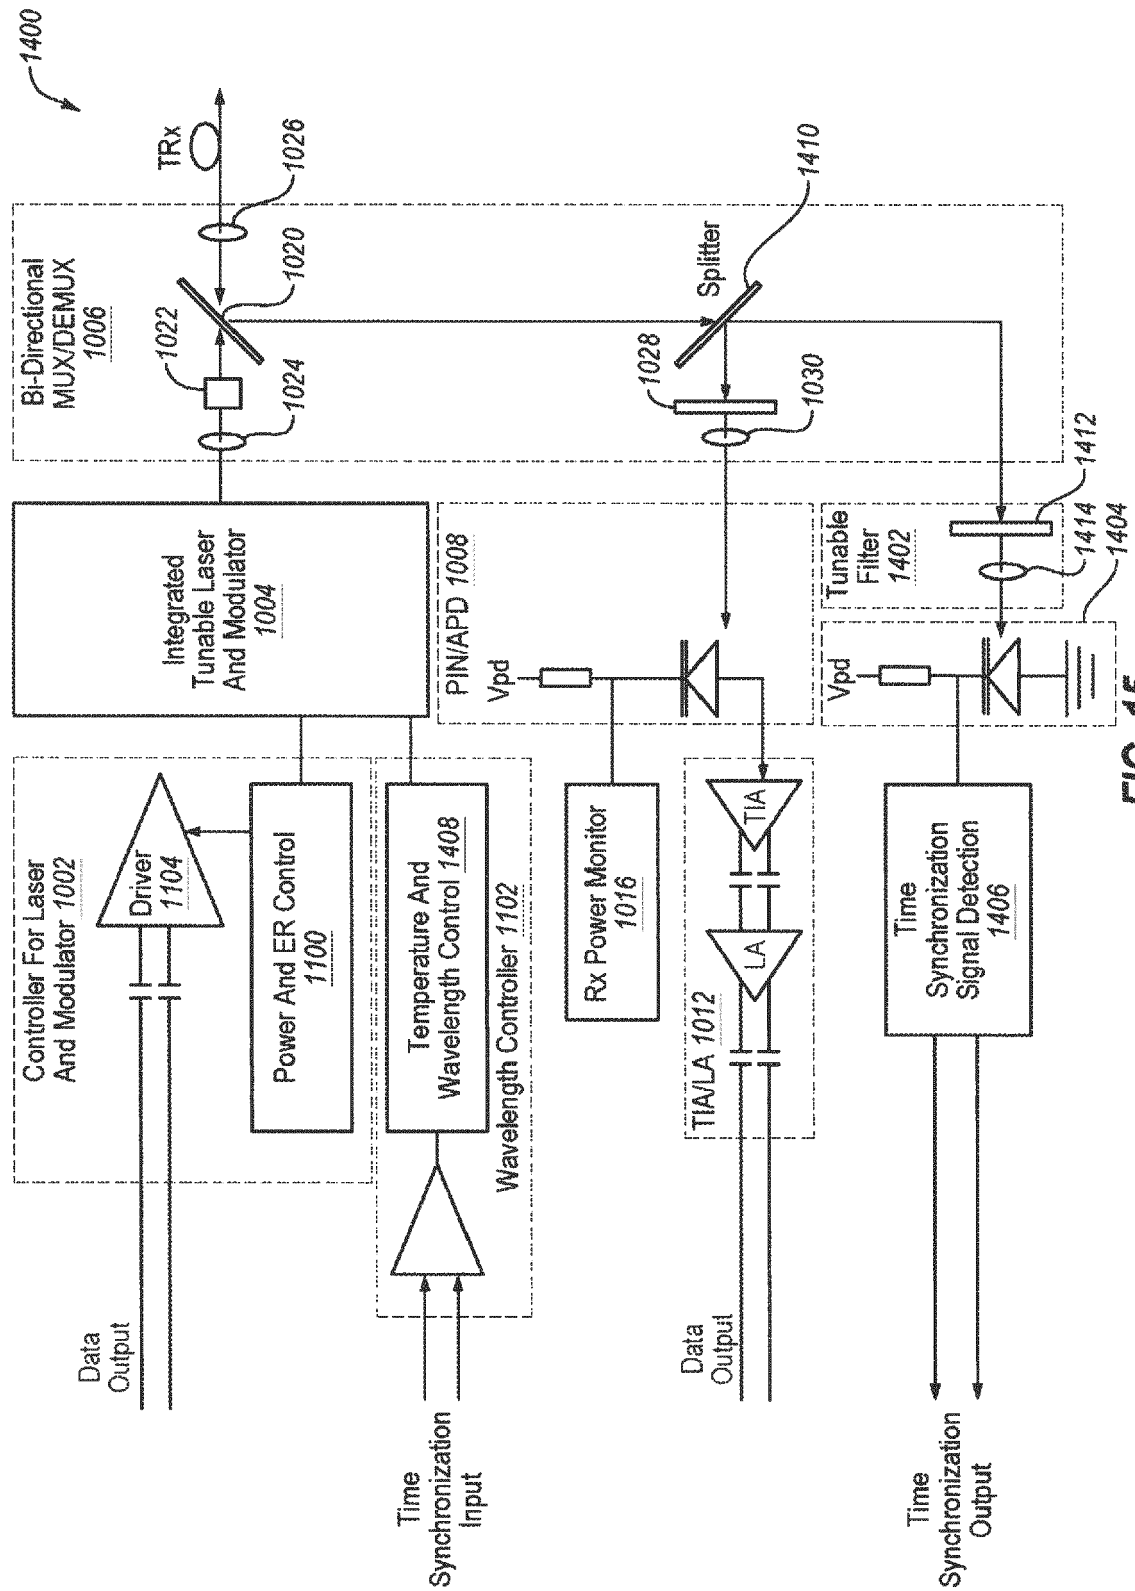 1400
TRx
Bi-Directional
MUX/DEMUX
1006
1022
1024
1020
1026
Splitter
1410
1028
1030
1412
1414
1404
Integrated
Tunable Laser
And Modulator
1004
PIN/APD 1008
Vpd
Tunable
Filter
1402
Vpd
Controller For Laser
And Modulator 1002
Driver
1104
Power And ER Control
1100
Temperature And
Wavelength Control 1408
Wavelength Controller 1102
Rx Power Monitor
1016
TIA
LA
TIA/LA 1012
Time
Synchronization
Signal Detection
1406
Data
Output
Time
Synchronization
Input
Data
Output
Time
Synchronization
Output